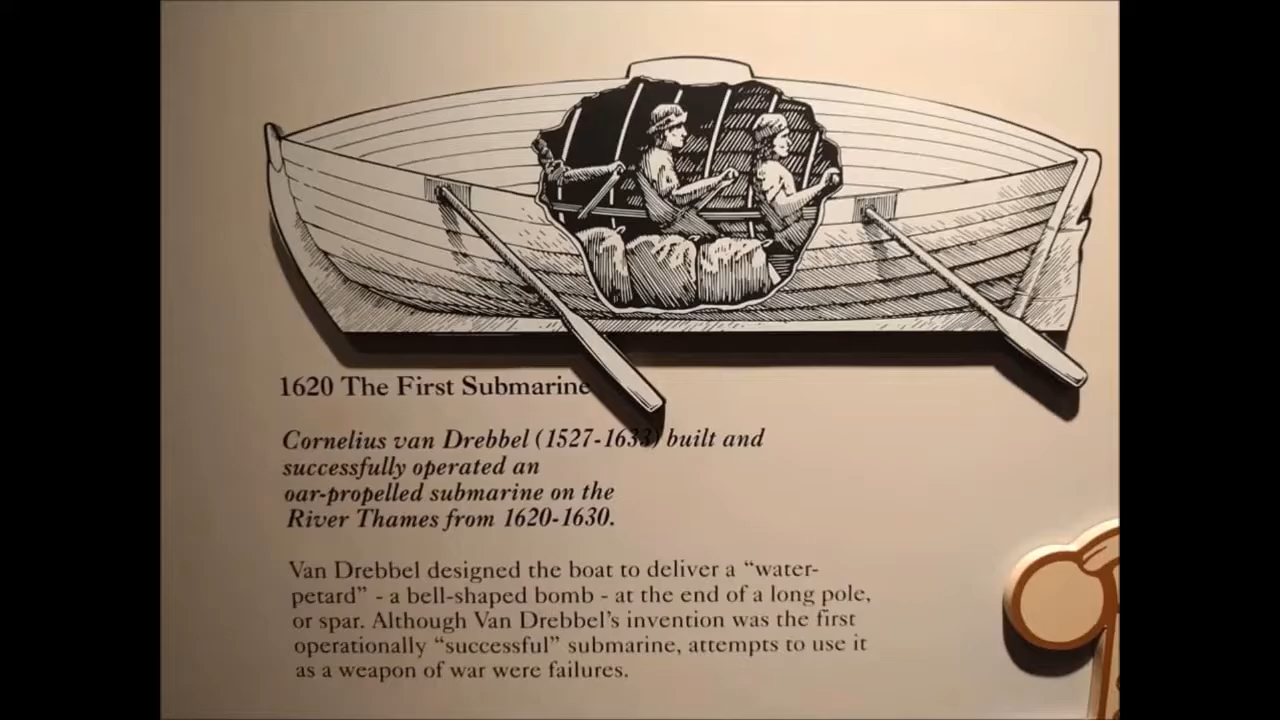 1620 The First Submarine
Cornelius van Drebbel (1527-1633) built and
successfully operated an
oar-propelled submarine on the
River Thames from 1620-1630.
Van Drebbel designed the boat to deliver a “water-
petard” - a bell-shaped bomb - at the end of a long pole,
or spar. Although Van Drebbel’s invention was the first
operationally “successful” submarine, attempts to use it
as a weapon of war were failures.